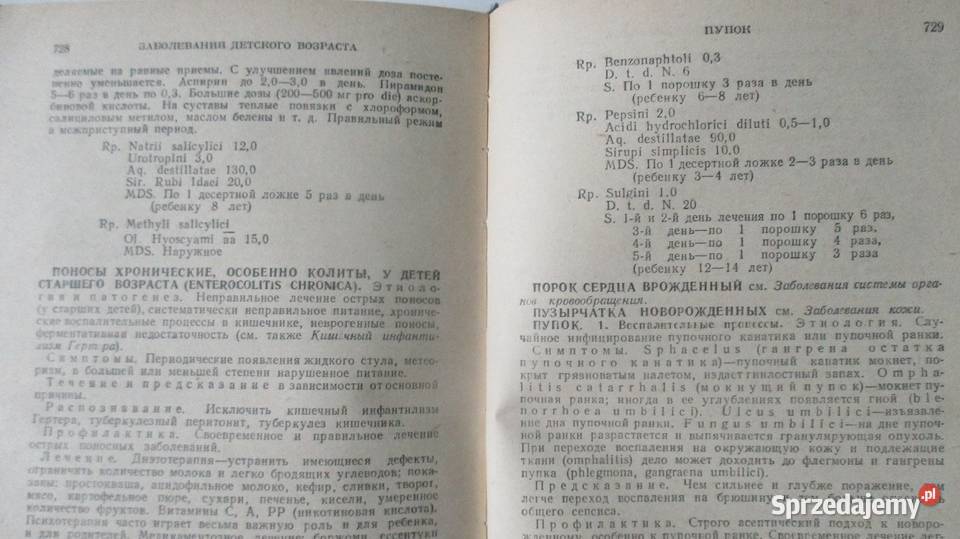 728 ЗАБОЛЕВАНИЯ ДЕТСКОГО ВОЗРАСТА
деляемые на равные приемы. С улучшением явлений доза посте-
пенно уменьшается. Аспирин до 2,0—3,0 в день. Пирамидон
5—6 раз в день по 0,3. Большие дозы (200—500 мг pro die) аскор-
биновой кислоты. На суставы теплые повязки с хлороформом,
салициловым метилом, маслом белены и т. д. Правильный режим
в межприступный период.
Rp. Natrii salicylici 12,0
Urotropini 3,0
Aq. destillatae 130,0
Sir. Rubi Idaei 20,0
MDS. По 1 десертной ложке 5 раз в день
(ребенку 8 лет)
Rp. Methyli salicylici
Ol. Hyoscyami aa 15,0
MDS. Наружное
ПОНОСЫ ХРОНИЧЕСКИЕ, ОСОБЕННО КОЛИТЫ, У ДЕТЕЙ
СТАРШЕГО ВОЗРАСТА (ENTEROCOLITIS CHRONICA). Этиоло-
гия и патогенез. Неправильное лечение острых поносов
(у старших детей), систематически неправильное питание, хрониче-
ские воспалительные процессы в кишечнике, неврогенные поносы,
ферментативная недостаточность (см. также Кишечный инфанти-
лизм Гертера).
Симптомы. Периодические появления жидкого стула, метео-
ризм, в большей или меньшей степени нарушенное питание.
Течение и предсказание в зависимости от основной
причины.
Распознавание. Исключить кишечный инфантилизм
Гертера, туберкулезный перитонит, туберкулез кишечника.
Профилактика. Своевременное и правильное лечение
острых поносных заболеваний.
Лечение. Диэтотерапия—устранить имеющиеся дефекты,
ограничить количество молока и легко бродящих углеводов; пока-
заны: простокваша, ацидофильное молоко, кефир, сливки, творог,
мясо, картофельное пюре, сухари, печенье, кисели, умеренное
количество фруктов. Витамины С, А, РР (никотиновая кислота).
Психотерапия часто играет весьма важную роль и для ребенка,
и для родителей. Медикаментозное лечение: боржоми, ессентуки
ПУПОК 729
Rp. Benzonaphtoli 0,3
D. t. d. N. 6
S. По 1 порошку 3 раза в день
(ребенку 6—8 лет)
Rp. Pepsini 2,0
Acidi hydrochlorici diluti 0,5—1,0
Aq. destillatae 90,0
Sirupi simplicis 10,0
MDS. По 1 десертной ложке 2—3 раза в день
(ребенку 3—4 лет)
Rp. Sulgini 1,0
D. t. d. N. 20
S. 1-й и 2-й день лечения по 1 порошку 6 раз,
3-й день—по 1 порошку 5 раз.
4-й день—по 1 порошку 4 раза,
5-й день—по 1 порошку 3 раза
(ребенку 12—14 лет)
ПОРОК СЕРДЦА ВРОЖДЕННЫЙ см. Заболевания системы орга-
нов кровообращения.
ПУЗЫРЧАТКА НОВОРОЖДЕННЫХ см. Заболевания кожи.
ПУПОК. 1. Воспалительные процессы. Этиология. Слу-
чайное инфицирование пупочного канатика или пупочной ранки.
Симптомы. Sphacelus (гангрена остатка
пупочного канатика)—пупочный канатик мокнет, по-
крыт грязноватым налетом, издает гнилостный запах. Ompha-
litis catarrhalis (мокнущий пупок)—мокнет пу-
почная ранка; иногда в ее углублениях появляется гной (ble-
norrhoea umbilici). Ulcus umbilici—изъязвле-
ние дна пупочной ранки. Fungus umbilici—на дне пупоч-
ной ранки разрастается и выпячивается гранулирующая опухоль.
При переходе воспаления на окружающую кожу и подлежащие
ткани (omphalitis) дело может доходить до флегмоны и гангрены
пупка (phlegmona, gangraena umbilici).
Предсказание. Чем сильнее и глубже поражение, тем
легче переход воспаления на брюшину
общего сепсиса.
Профилактика. Строго асептический подход к новоро-
жденному, особенно к пупочной ранке. Своевременное лечение лег-
Sprzedajemy.pl